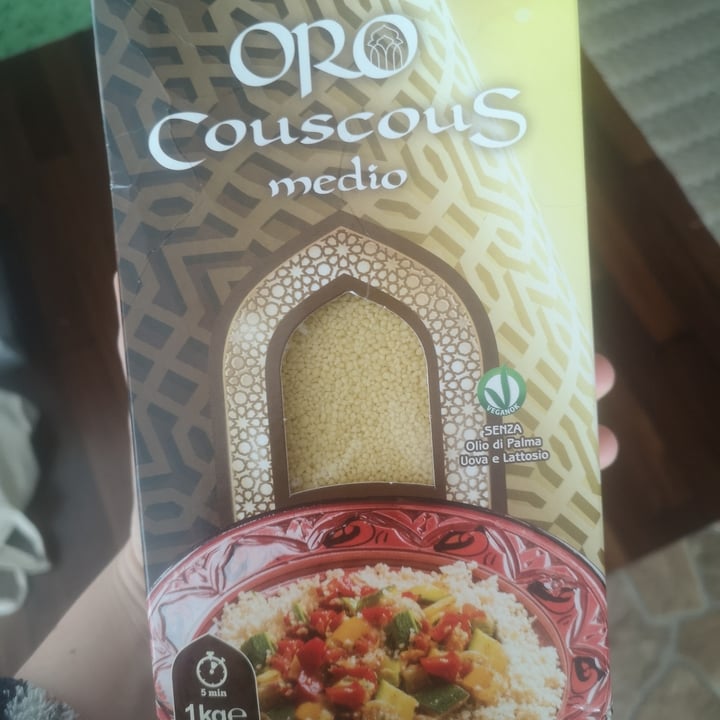 ORO
CouscouS
medio
VEGANOK
SENZA
Olio di Palma
Uova e Lattosio
5 min
1kg e